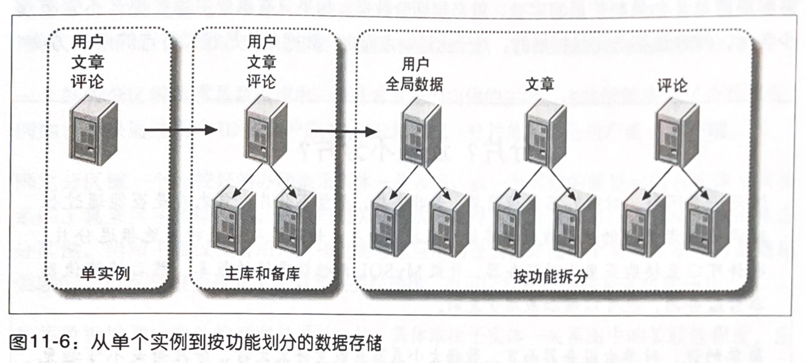 用户
文章
评论
用户
文章
评论
用户
全局数据
文章
评论
单实例
主库和备库
按功能拆分
图11-6：从单个实例到按功能划分的数据存储